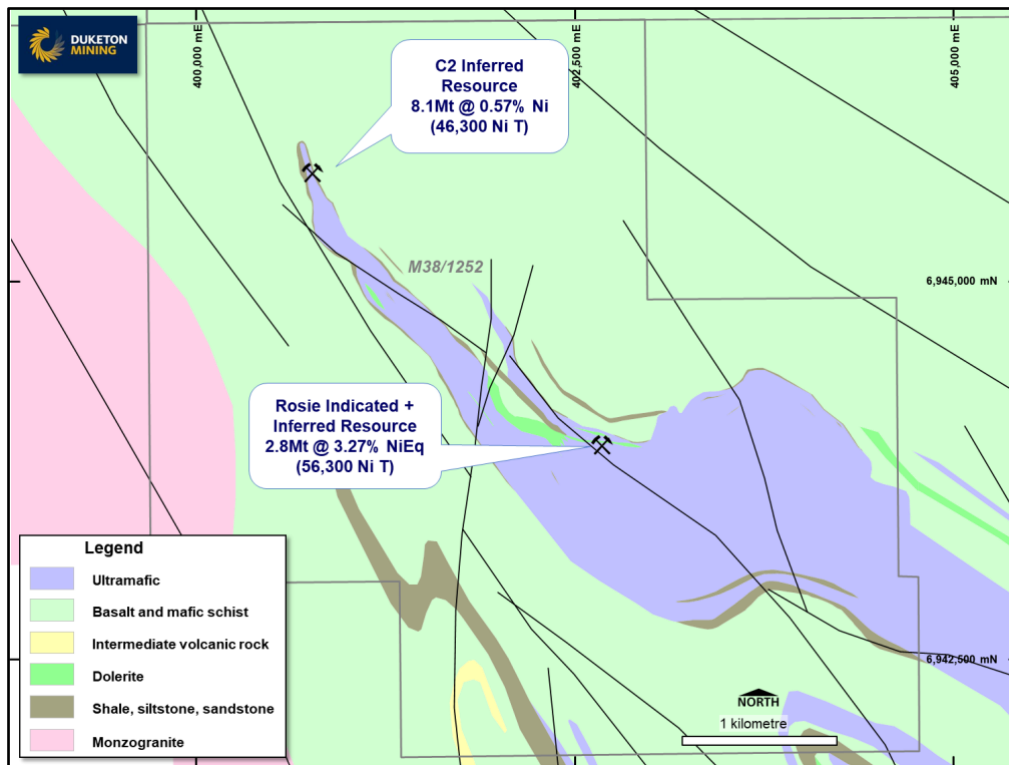 DUKETON
MINING
400,000 mE
402,500 mE
405,000 mE
C2 Inferred
Resource
8.1Mt @ 0.57% Ni
(46,300 Ni T)
M38/1252
6,945,000 mN
Rosie Indicated +
Inferred Resource
2.8Mt @ 3.27% NiEq
(56,300 Ni T)
Legend
Ultramafic
Basalt and mafic schist
Intermediate volcanic rock
Dolerite
Shale, siltstone, sandstone
Monzogranite
6,942,500 mN
NORTH
1 kilometre